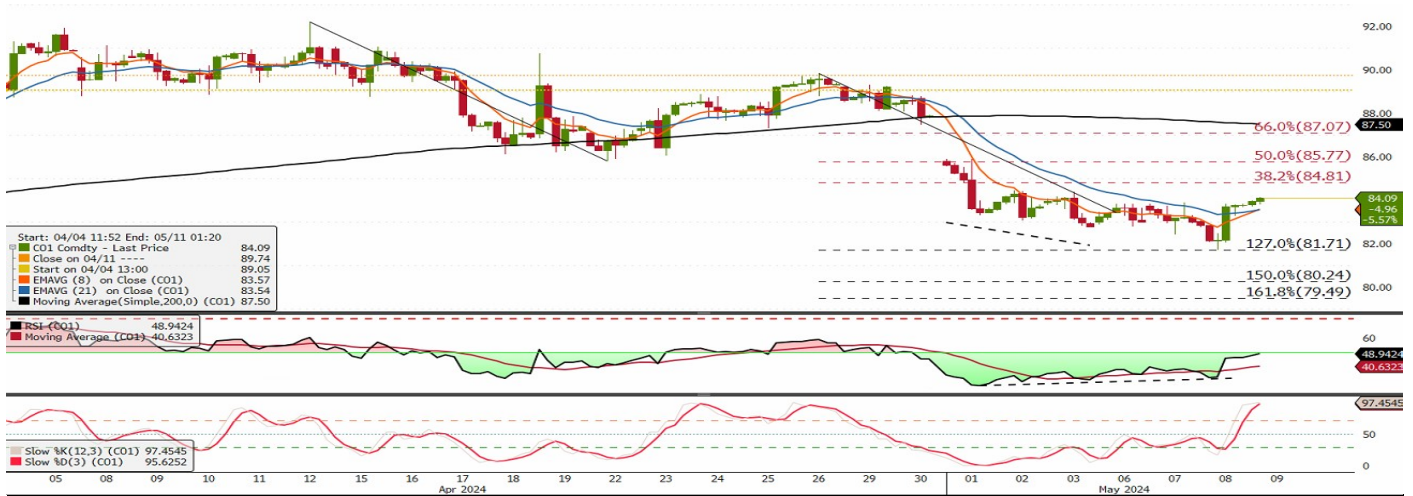 92.00
90.00
88.00
66.0%(87.07)
87.50
86.00
50.0%(85.77)
38.2%(84.81)
84.09
-4.96
-5.57%
82.00
127.0%(81.71)
150.0%(80.24)
80.00
161.8%(79.49)
Start: 04/04 11:52 End: 05/11 01:20
CO1 Comdty - Last Price 84.09
Close on 04/11 ---- 89.74
Start on 04/04 13:00 89.05
EMAVG (8) on Close (CO1) 83.57
EMAVG (21) on Close (CO1) 83.54
Moving Average(Simple,200,0) (CO1) 87.50
RSI (CO1) 48.9424
Moving Average (CO1) 40.6323
60
48.9424
40.6323
97.4545
50
0
Slow %K(12,3) (CO1) 97.4545
Slow %D(3) (CO1) 95.6252
05 08 09 10 11 12 15 16 17 18 19 22 23 24 25 26 29 30 01 02 03 06 07 08 09
Apr 2024 May 2024